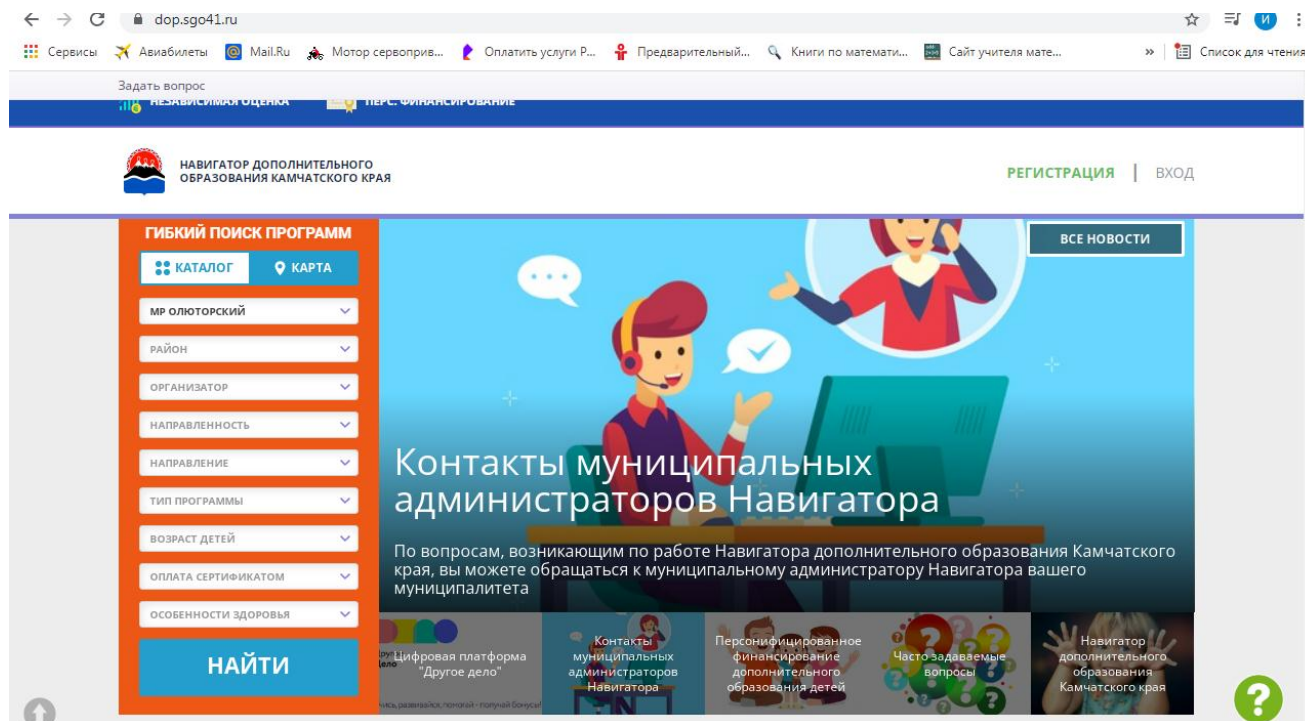 dop.sgo41.ru
и
Сервисы Авиабилеты Mail.Ru Мотор сервоприв... Оплатить услуги Р... Предварительный... Книги по математи... Сайт учителя мате... » Список для чтения
Задать вопрос
НЕЗАВИСИМАЯ ОЦЕНКА ПЕРС. ФИНАНСИРОВАНИЕ
НАВИГАТОР ДОПОЛНИТЕЛЬНОГО
ОБРАЗОВАНИЯ КАМЧАТСКОГО КРАЯ
РЕГИСТРАЦИЯ | ВХОД
ГИБКИЙ ПОИСК ПРОГРАММ
КАТАЛОГ КАРТА
МР ОЛЮТОРСКИЙ
РАЙОН
ОРГАНИЗАТОР
НАПРАВЛЕННОСТЬ
НАПРАВЛЕНИЕ
ТИП ПРОГРАММЫ
ВОЗРАСТ ДЕТЕЙ
ОПЛАТА СЕРТИФИКАТОМ
ОСОБЕННОСТИ ЗДОРОВЬЯ
НАЙТИ
ВСЕ НОВОСТИ
Контакты муниципальных
администраторов Навигатора
По вопросам, возникающим по работе Навигатора дополнительного образования Камчатского
края, вы можете обращаться к муниципальному администратору Навигатора вашего
муниципалитета
Цифровая платформа
"Другое дело"
Контакты
муниципальных
администраторов
Навигатора
Персонифицированное
финансирование
дополнительного
образования детей
Часто задаваемые
вопросы
Навигатор
дополнительного
образования
Камчатского края
?